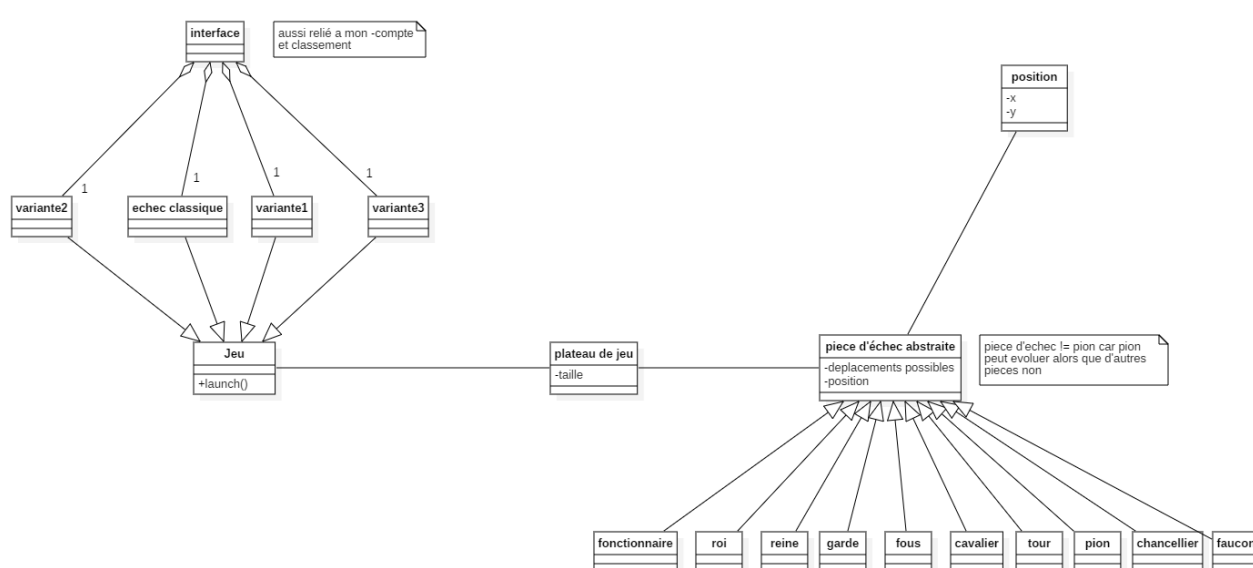 interface
aussi relié a mon -compte
et classement
position
-x
-y
1
1
1
1
variante2
echec classique
variante1
variante3
Jeu
+launch()
plateau de jeu
-taille
piece d'échec abstraite
-deplacements possibles
-position
piece d'echec != pion car pion
peut evoluer alors que d'autres
pieces non
fonctionnaire
roi
reine
garde
fous
cavalier
tour
pion
chancellier
faucon